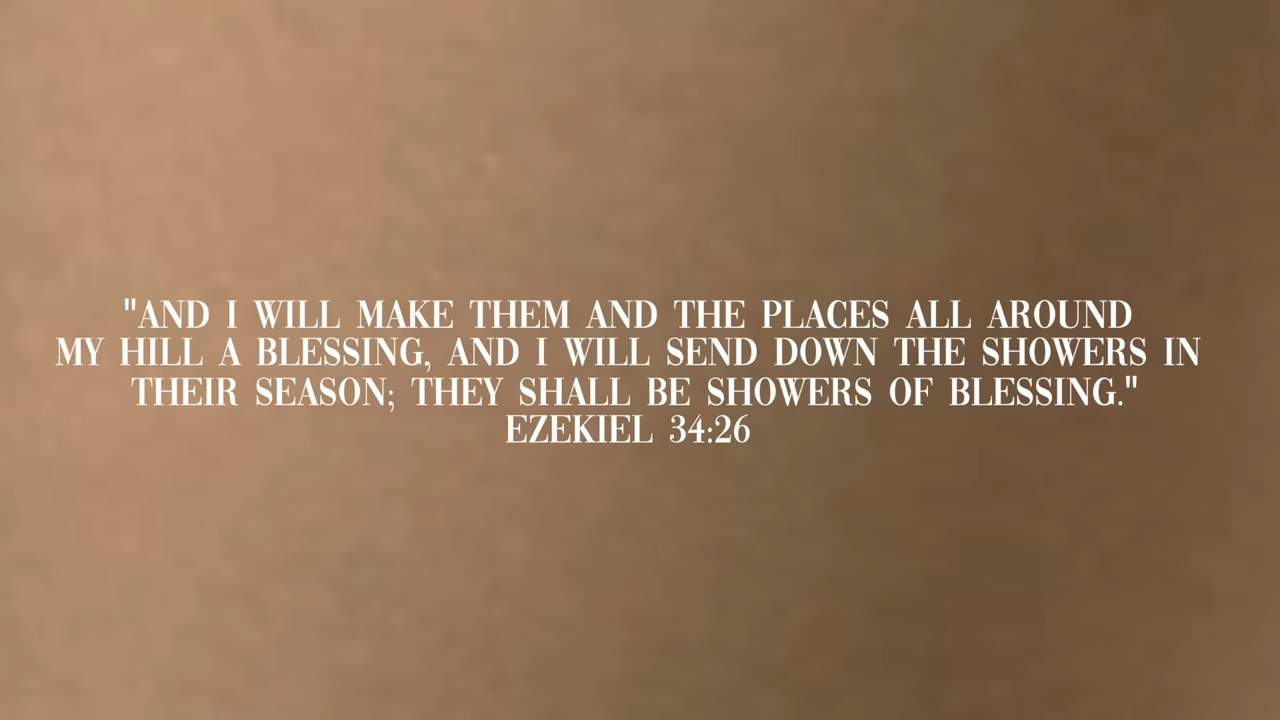 "AND I WILL MAKE THEM AND THE PLACES ALL AROUND
MY HILL A BLESSING, AND I WILL SEND DOWN THE SHOWERS IN
THEIR SEASON; THEY SHALL BE SHOWERS OF BLESSING."
EZEKIEL 34:26